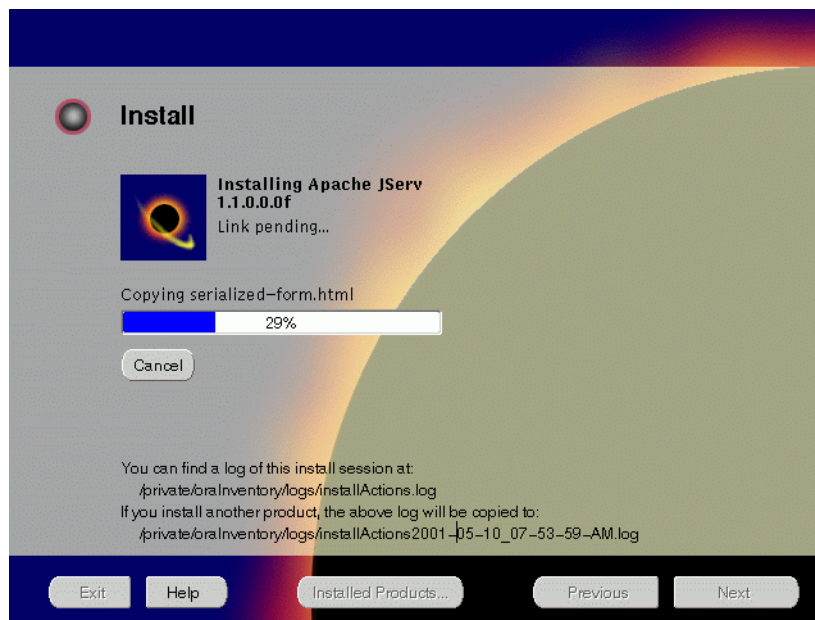 Install
Installing Apache JServ
1.1.0.0.0f
Link pending...
Copying serialized-form.html
29%
Cancel
You can find a log of this install session at:
/private/oraInventory/logs/installActions.log
If you install another product, the above log will be copied to:
/private/oraInventory/logs/installActions2001-05-10_07-53-59-AM.log
Exit
Help
Installed Products...
Previous
Next